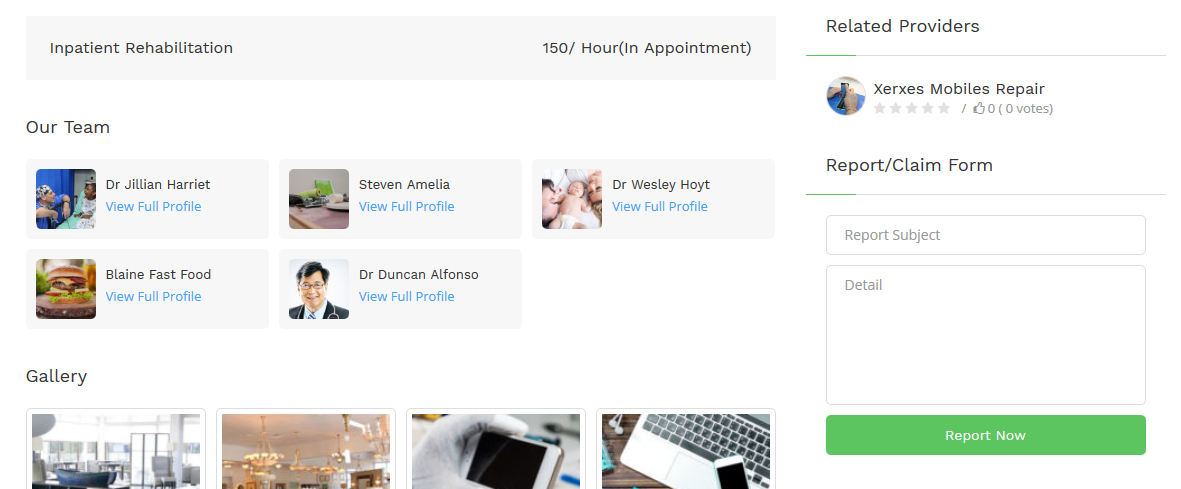 Inpatient Rehabilitation
150/ Hour(In Appointment)
Our Team
Dr Jillian Harriet
View Full Profile
Steven Amelia
View Full Profile
Dr Wesley Hoyt
View Full Profile
Blaine Fast Food
View Full Profile
Dr Duncan Alfonso
View Full Profile
Gallery
Related Providers
Xerxes Mobiles Repair
/ 0 ( 0 votes)
Report/Claim Form
Report Subject
Detail
Report Now